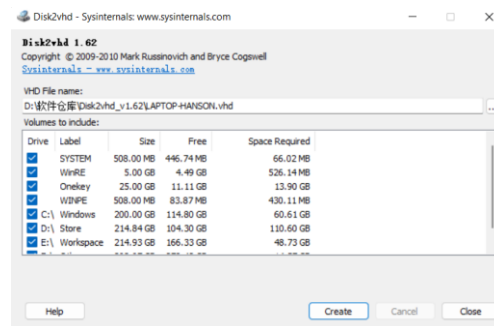 Disk2vhd - Sysinternals: www.sysinternals.com
Disk2vhd 1.62
Copyright © 2009-2010 Mark Russinovich and Bryce Cogswell
Sysinternals - www.sysinternals.com
VHD File name:
D:\软件仓库\Disk2vhd_v1.62\LAPTOP-HANSON.vhd
..
Volumes to include:
Drive Label Size Free Space Required
SYSTEM 508.00 MB 446.74 MB 66.02 MB
WinRE 5.00 GB 4.49 GB 526.14 MB
Onekey 25.00 GB 11.11 GB 13.90 GB
WINPE 508.00 MB 83.87 MB 430.11 MB
C:\ Windows 200.00 GB 114.80 GB 60.61 GB
D:\ Store 214.84 GB 104.30 GB 110.60 GB
E:\ Workspace 214.93 GB 166.33 GB 48.73 GB
Help Create Cancel Close